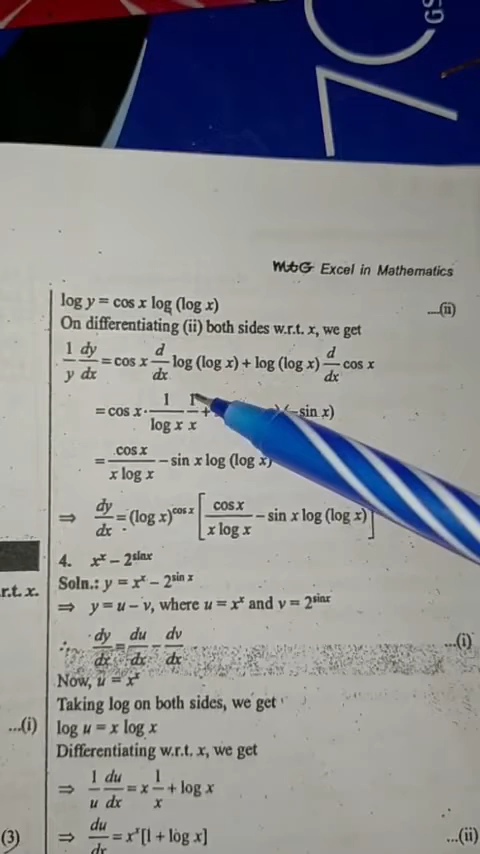 70
GS
MtG Excel in Mathematics
log y = cos x log (log x) ...(ii)
On differentiating (ii) both sides w.r.t. x, we get
1/y dy/dx = cos x d/dx log (log x) + log (log x) d/dx cos x
= cos x · 1/log x 1/x + (−sin x)
= cos x/x log x − sin x log (log x)
⇒ dy/dx = (log x)^cos x [cos x/x log x − sin x log (log x)]
4. x^x − 2^sinx
Soln.: y = x^x − 2^sin x
r.t. x.
⇒ y = u − v, where u = x^x and v = 2^sinx
∴ dy/dx = du/dx − dv/dx ...(i)
Now, u = x^x
Taking log on both sides, we get
...(i)
log u = x log x
Differentiating w.r.t. x, we get
⇒ 1/u du/dx = x 1/x + log x
(3)
⇒ du/dx = x^x[1 + log x] ...(ii)